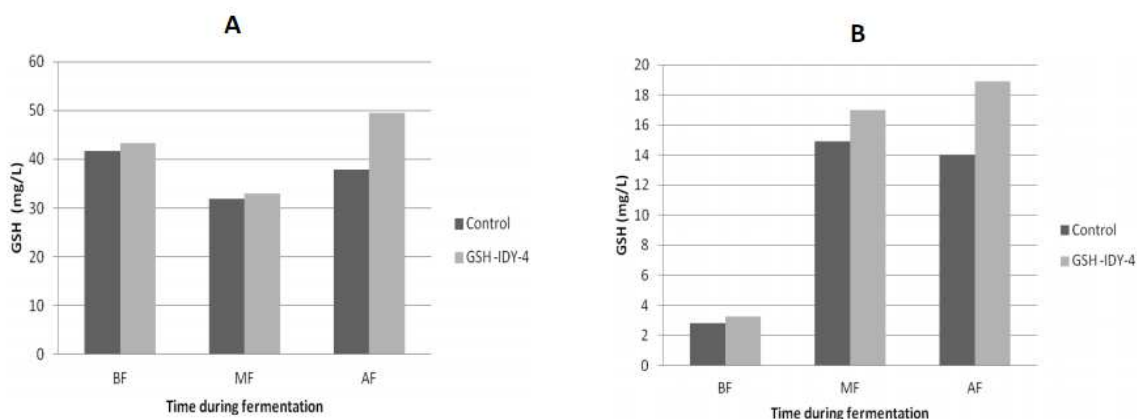 A
60
50
40
30
20
10
0
GSH (mg/L)
BF MF AF
Time during fermentation
Control
GSH-IDY-4
B
20
18
16
14
12
10
8
6
4
2
0
GSH (mg/L)
BF MF AF
Time during fermentation
Control
GSH-IDY-4